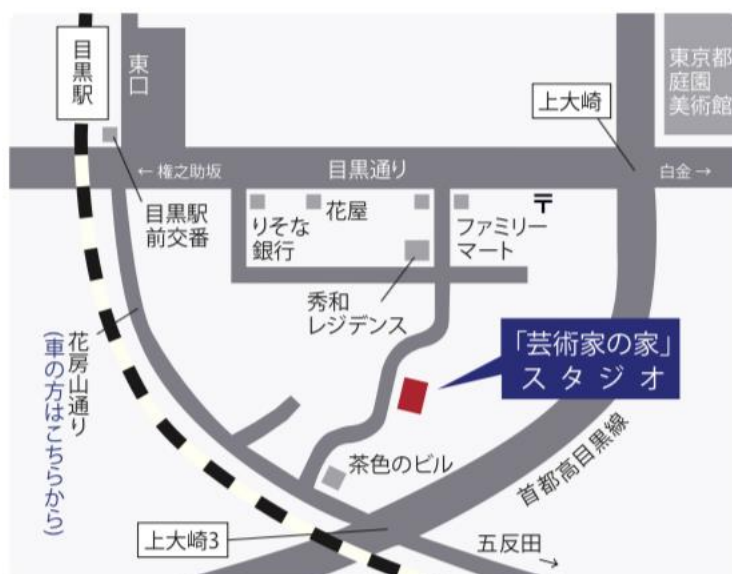 目黒駅
東口
上大崎
東京都
庭園
美術館
← 権之助坂
目黒通り
白金 →
目黒駅
前交番
りそな
銀行
花屋
ファミリー
マート
〒
秀和
レジデンス
「芸術家の家」
スタジオ
花房山通り
(車の方はこちらから)
茶色のビル
首都高目黒線
上大崎3
五反田→